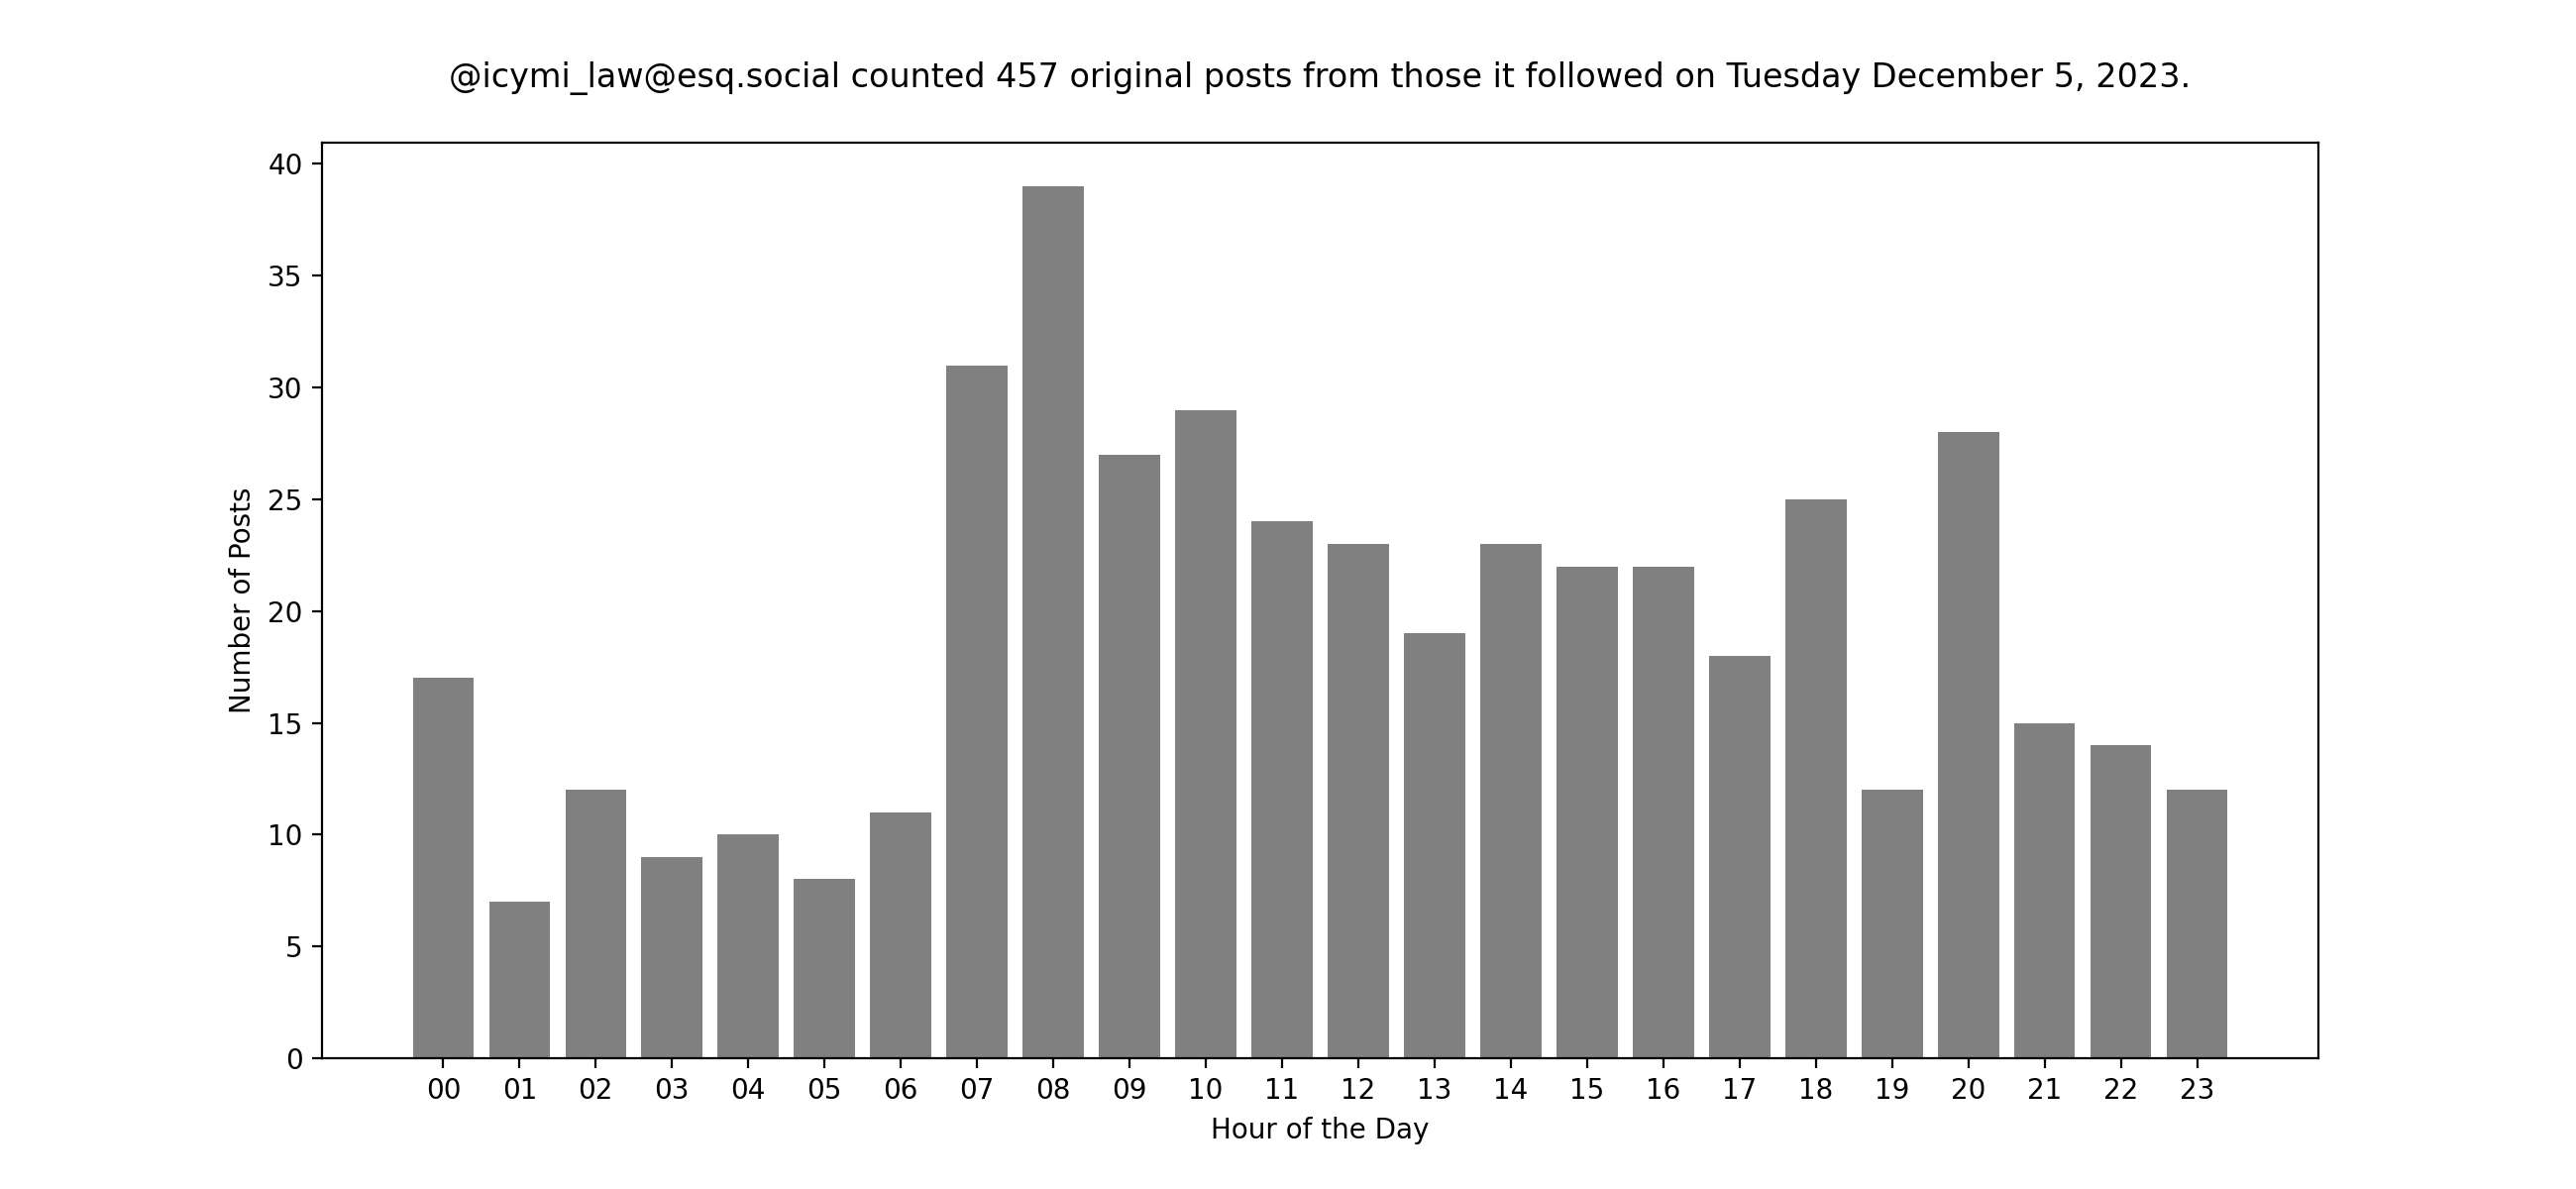 @icymi_law@esq.social counted 457 original posts from those it followed on Tuesday December 5, 2023.
40
35
30
25
20
15
10
5
0
Number of Posts
00 01 02 03 04 05 06 07 08 09 10 11 12 13 14 15 16 17 18 19 20 21 22 23
Hour of the Day